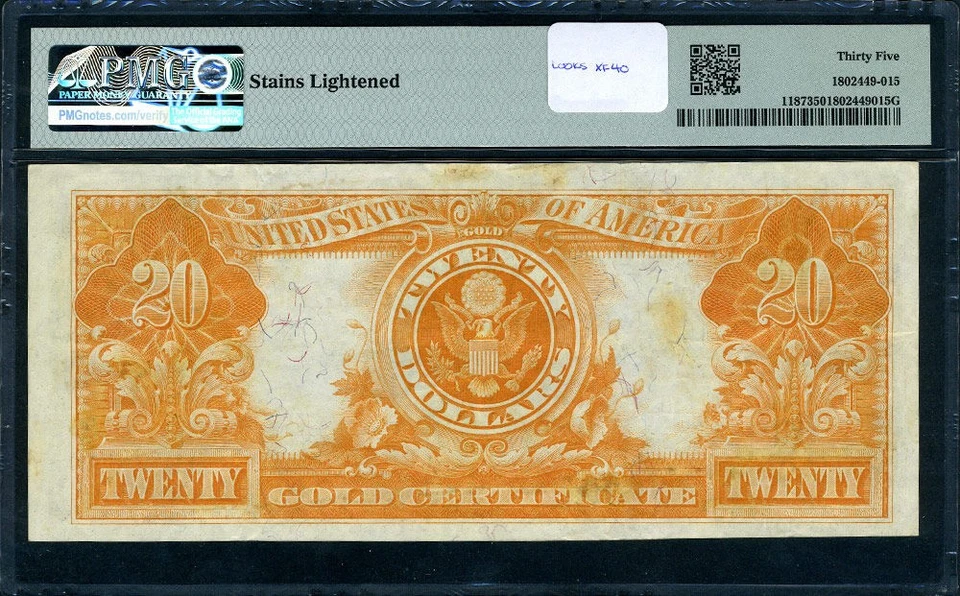 PMG
PAPER MONEY GUARANTY
PMGnotes.com/verify
Stains Lightened
LOOKS XF40
Thirty Five
1802449-015
11873501802449015G
UNITED STATES OF AMERICA
GOLD
TWENTY
DOLLARS
20
20
TWENTY
GOLD CERTIFICATE
TWENTY